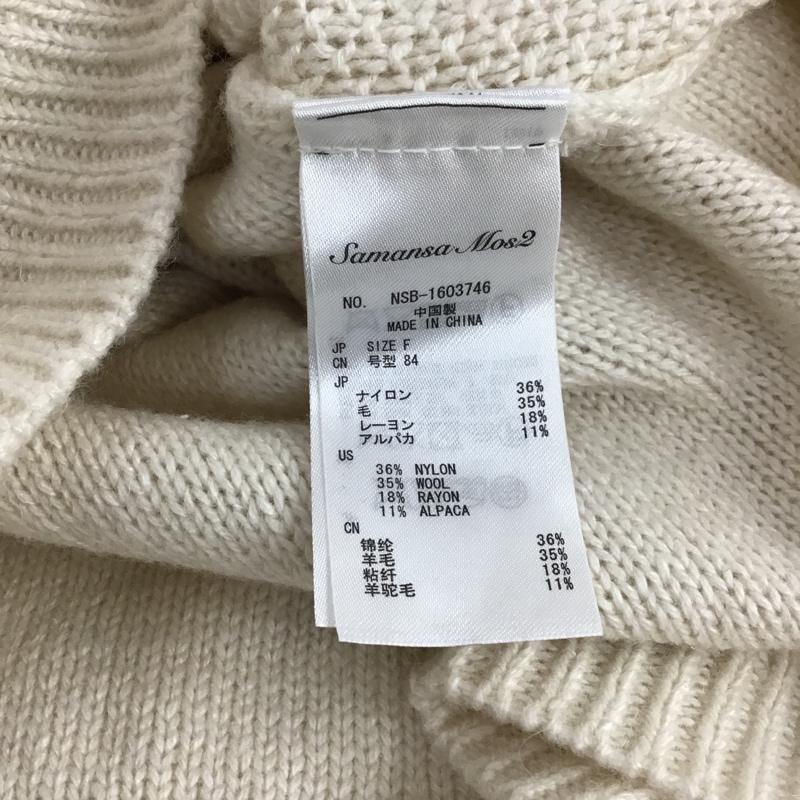 Samansa Mos2
NO. NSB-1603746
中国製
MADE IN CHINA
JP SIZE F
CN 号型 84
JP
ナイロン 36%
毛 35%
レーヨン 18%
アルパカ 11%
US
36% NYLON
35% WOOL
18% RAYON
11% ALPACA
CN
锦纶 36%
羊毛 35%
粘纤 18%
羊驼毛 11%